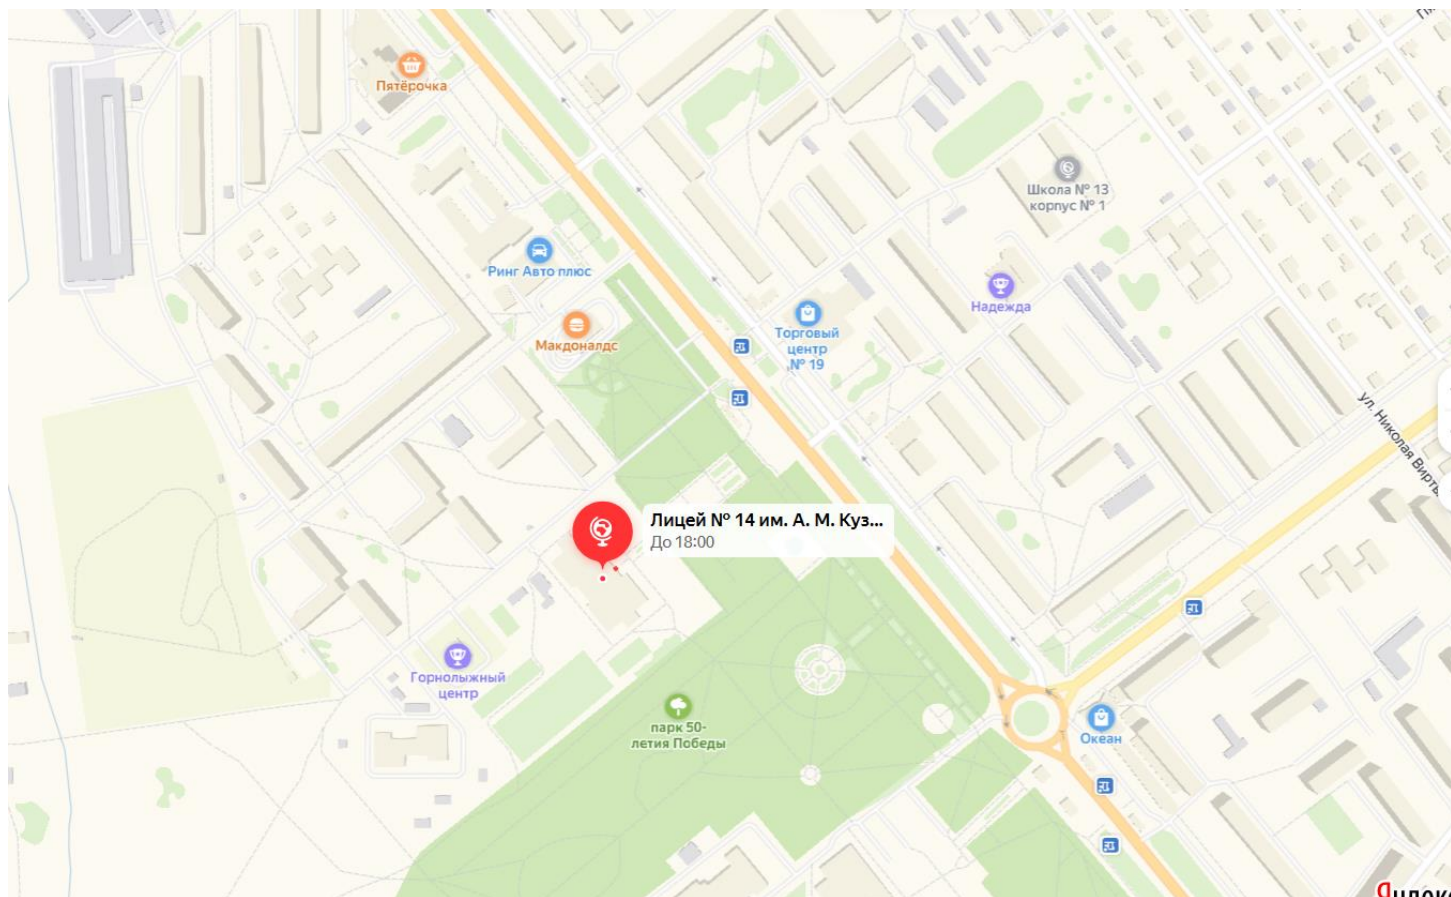 Пятёрочка
Школа № 13
корпус № 1
Ринг Авто плюс
Надежда
Макдоналдс
Торговый
центр
№ 19
ул. Николая Вирты
Лицей № 14 им. А. М. Куз...
До 18:00
Горнолыжный
центр
парк 50-
летия Победы
Океан